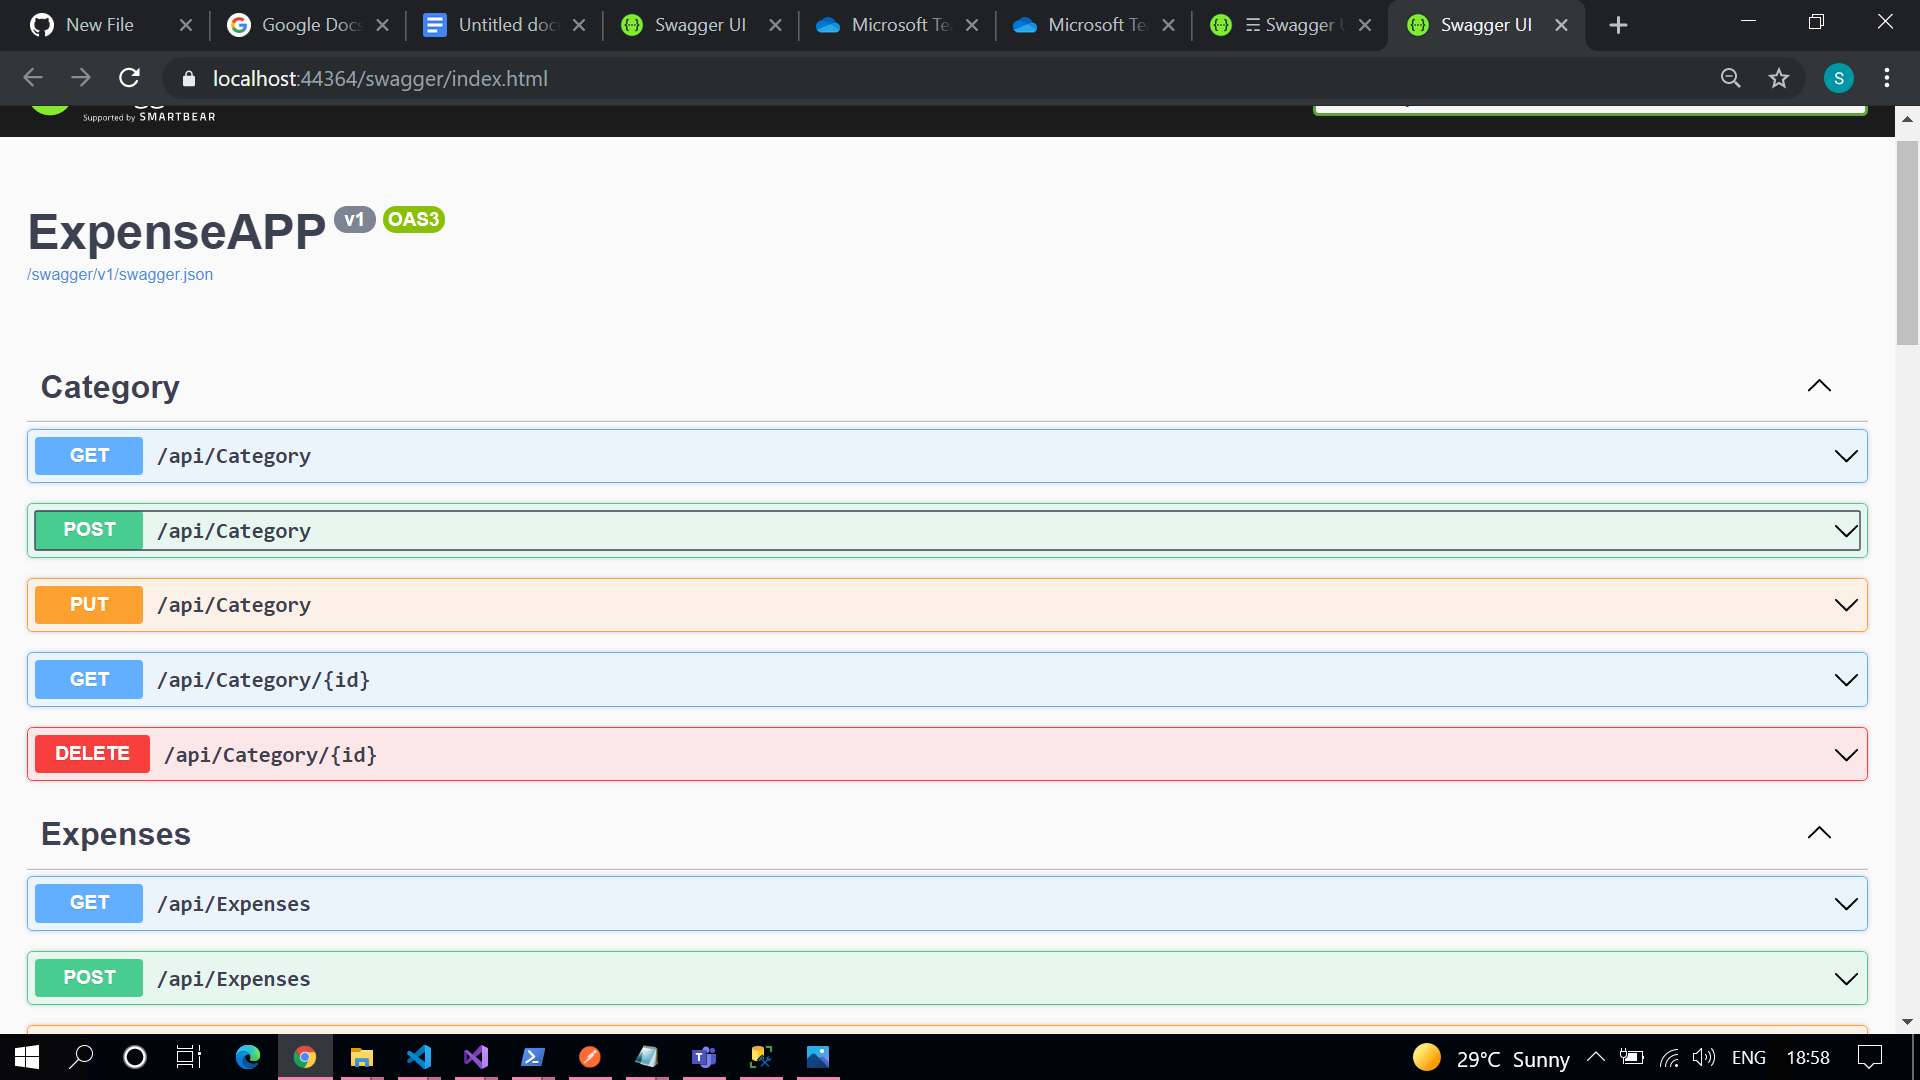 New File
Google Docs
Untitled doc
Swagger UI
Microsoft Te
Microsoft Te
☰ Swagger U
Swagger UI
localhost:44364/swagger/index.html
S
Supported by SMARTBEAR
ExpenseAPP v1 OAS3
/swagger/v1/swagger.json
Category
GET /api/Category
POST /api/Category
PUT /api/Category
GET /api/Category/{id}
DELETE /api/Category/{id}
Expenses
GET /api/Expenses
POST /api/Expenses
29°C Sunny
ENG
18:58